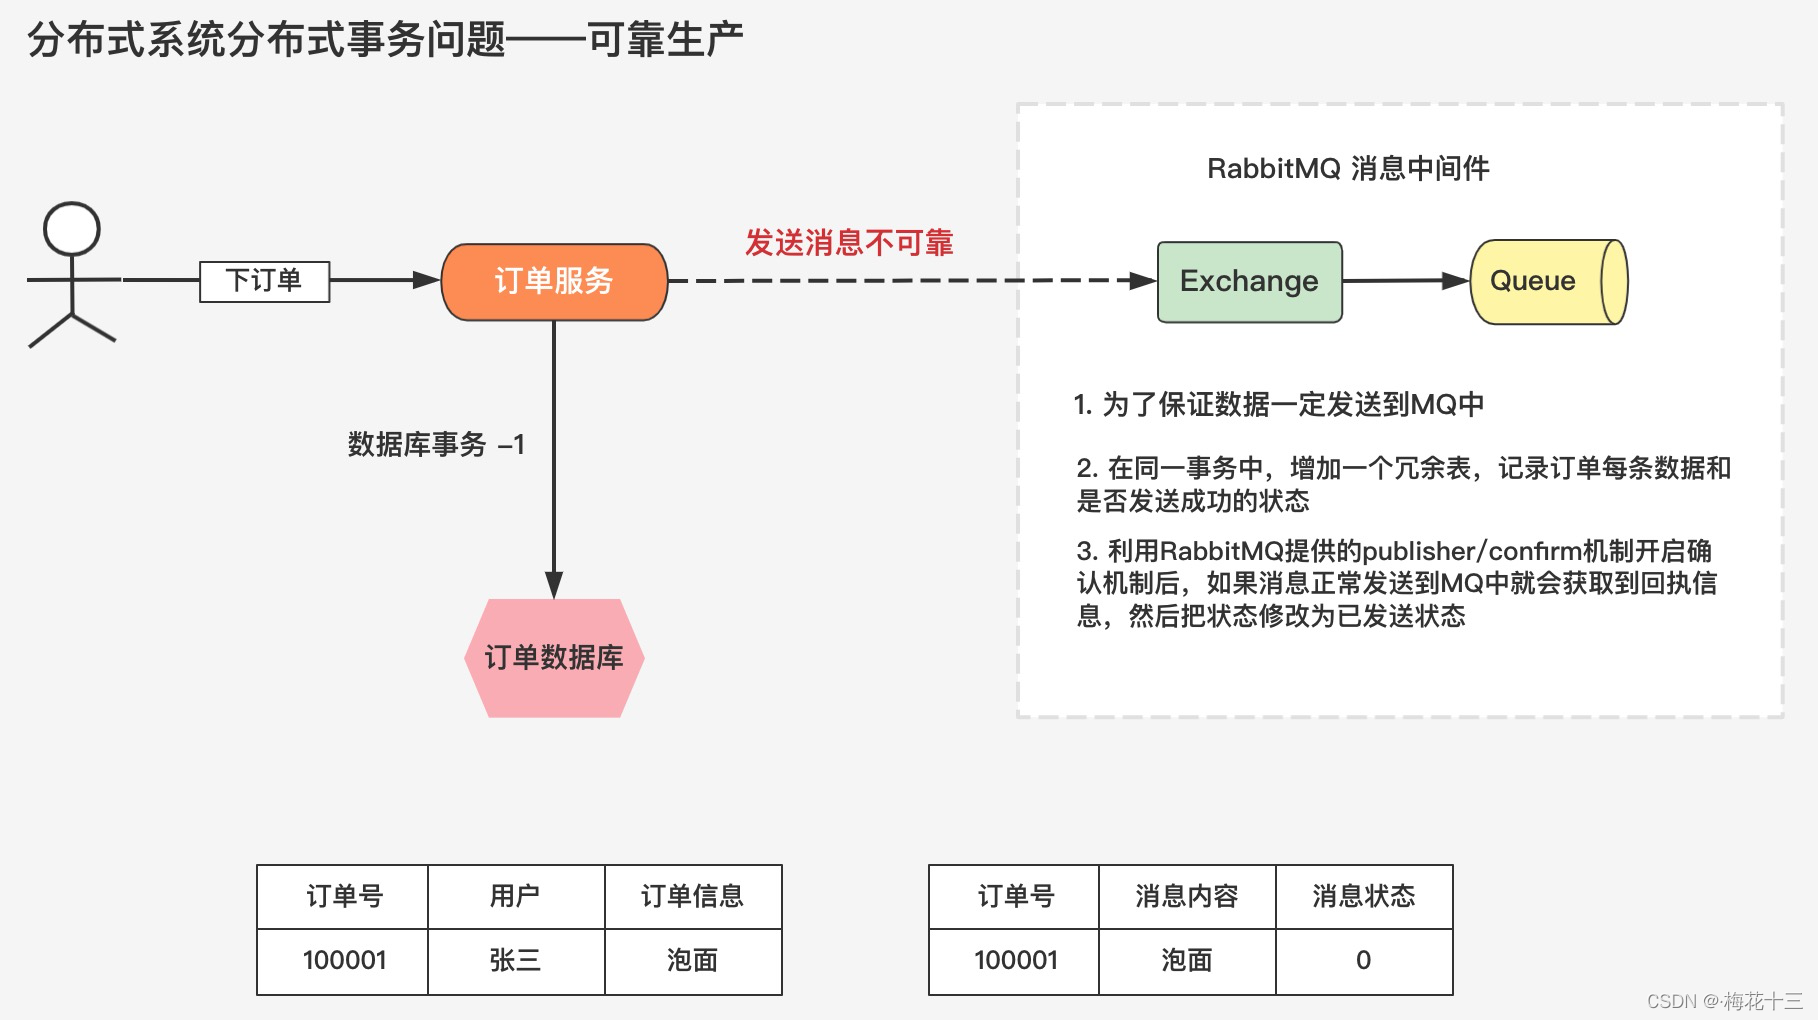 分布式系统分布式事务问题——可靠生产
RabbitMQ 消息中间件
发送消息不可靠
下订单
订单服务
Exchange
Queue
数据库事务 –1
订单数据库
1. 为了保证数据一定发送到MQ中
2. 在同一事务中，增加一个冗余表，记录订单每条数据和
是否发送成功的状态
3. 利用RabbitMQ提供的publisher/confirm机制开启确
认机制后，如果消息正常发送到MQ中就会获取到回执信
息，然后把状态修改为已发送状态
订单号 用户 订单信息
100001 张三 泡面
订单号 消息内容 消息状态
100001 泡面 0
CSDN @·梅花十三